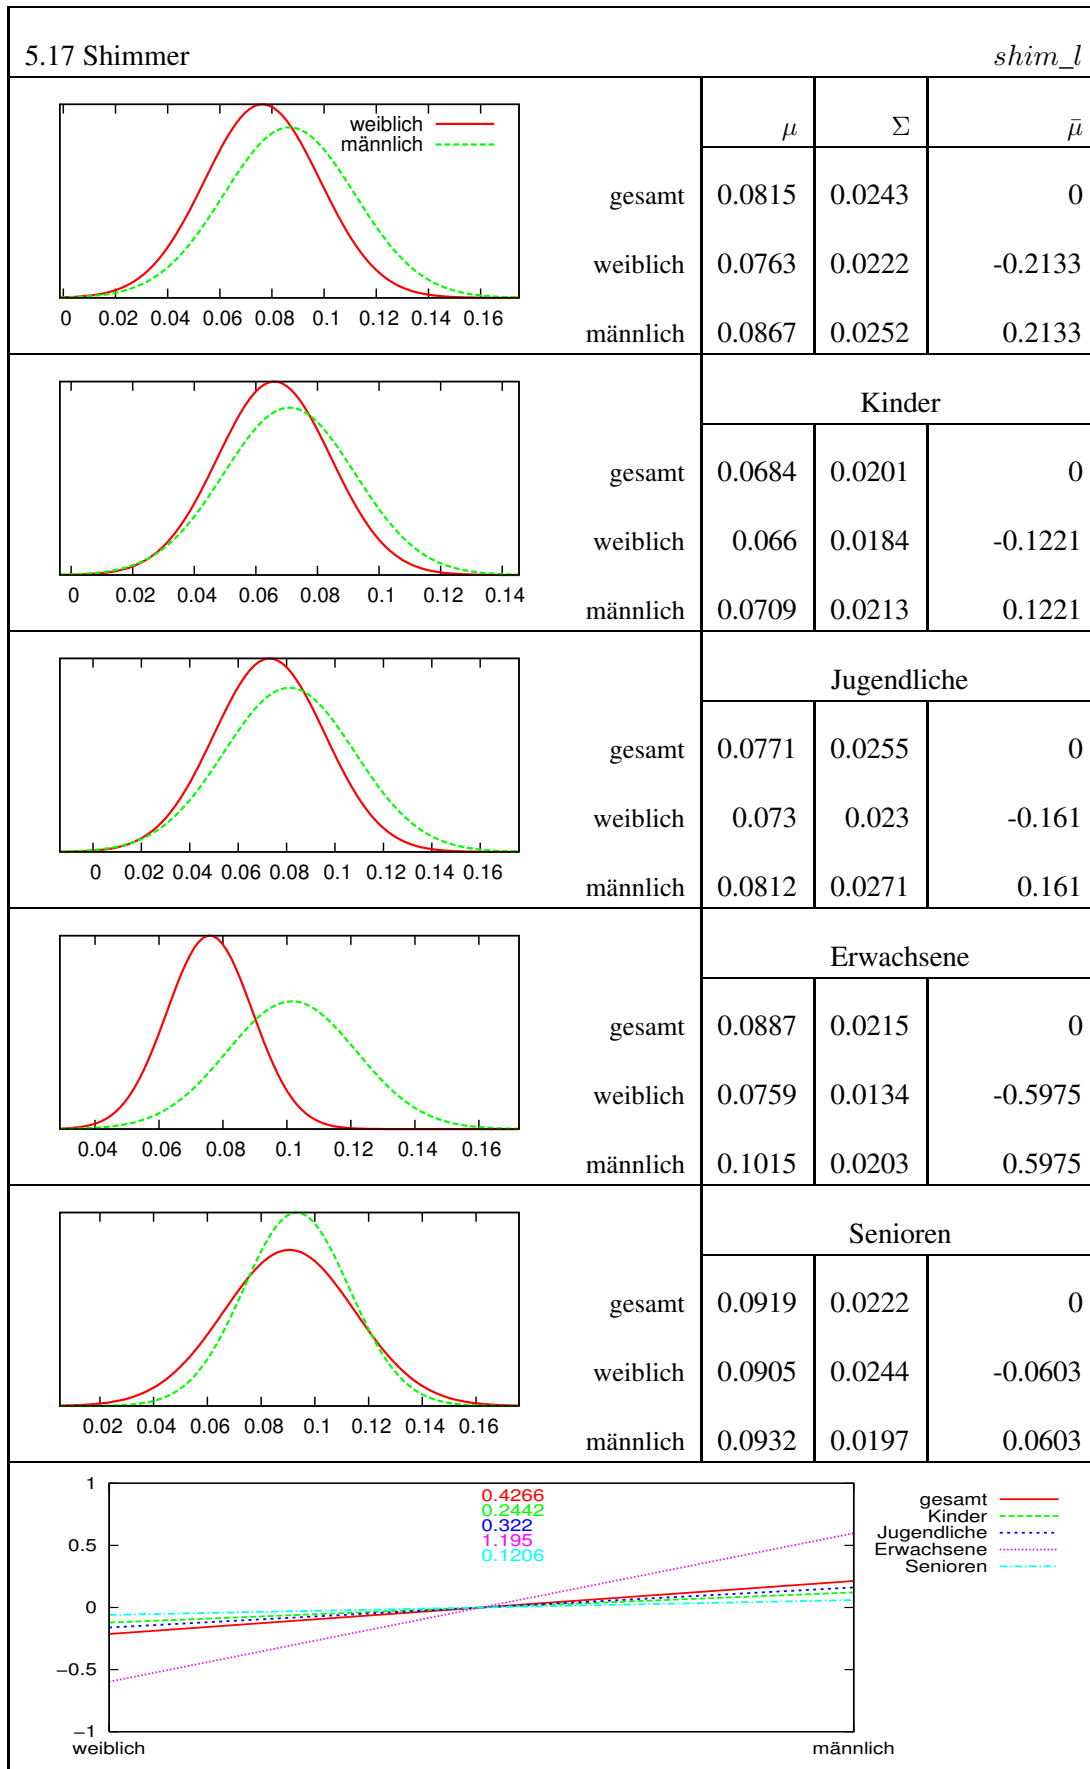 5.17 Shimmer shim_l
weiblich
männlich
0 0.02 0.04 0.06 0.08 0.1 0.12 0.14 0.16
μ Σ μ̄
gesamt 0.0815 0.0243 0
weiblich 0.0763 0.0222 -0.2133
männlich 0.0867 0.0252 0.2133
0 0.02 0.04 0.06 0.08 0.1 0.12 0.14
Kinder
gesamt 0.0684 0.0201 0
weiblich 0.066 0.0184 -0.1221
männlich 0.0709 0.0213 0.1221
0 0.02 0.04 0.06 0.08 0.1 0.12 0.14 0.16
Jugendliche
gesamt 0.0771 0.0255 0
weiblich 0.073 0.023 -0.161
männlich 0.0812 0.0271 0.161
0.04 0.06 0.08 0.1 0.12 0.14 0.16
Erwachsene
gesamt 0.0887 0.0215 0
weiblich 0.0759 0.0134 -0.5975
männlich 0.1015 0.0203 0.5975
0.02 0.04 0.06 0.08 0.1 0.12 0.14 0.16
Senioren
gesamt 0.0919 0.0222 0
weiblich 0.0905 0.0244 -0.0603
männlich 0.0932 0.0197 0.0603
1
0.5
0
−0.5
−1
weiblich männlich
0.4266
0.2442
0.322
1.195
0.1206
gesamt
Kinder
Jugendliche
Erwachsene
Senioren